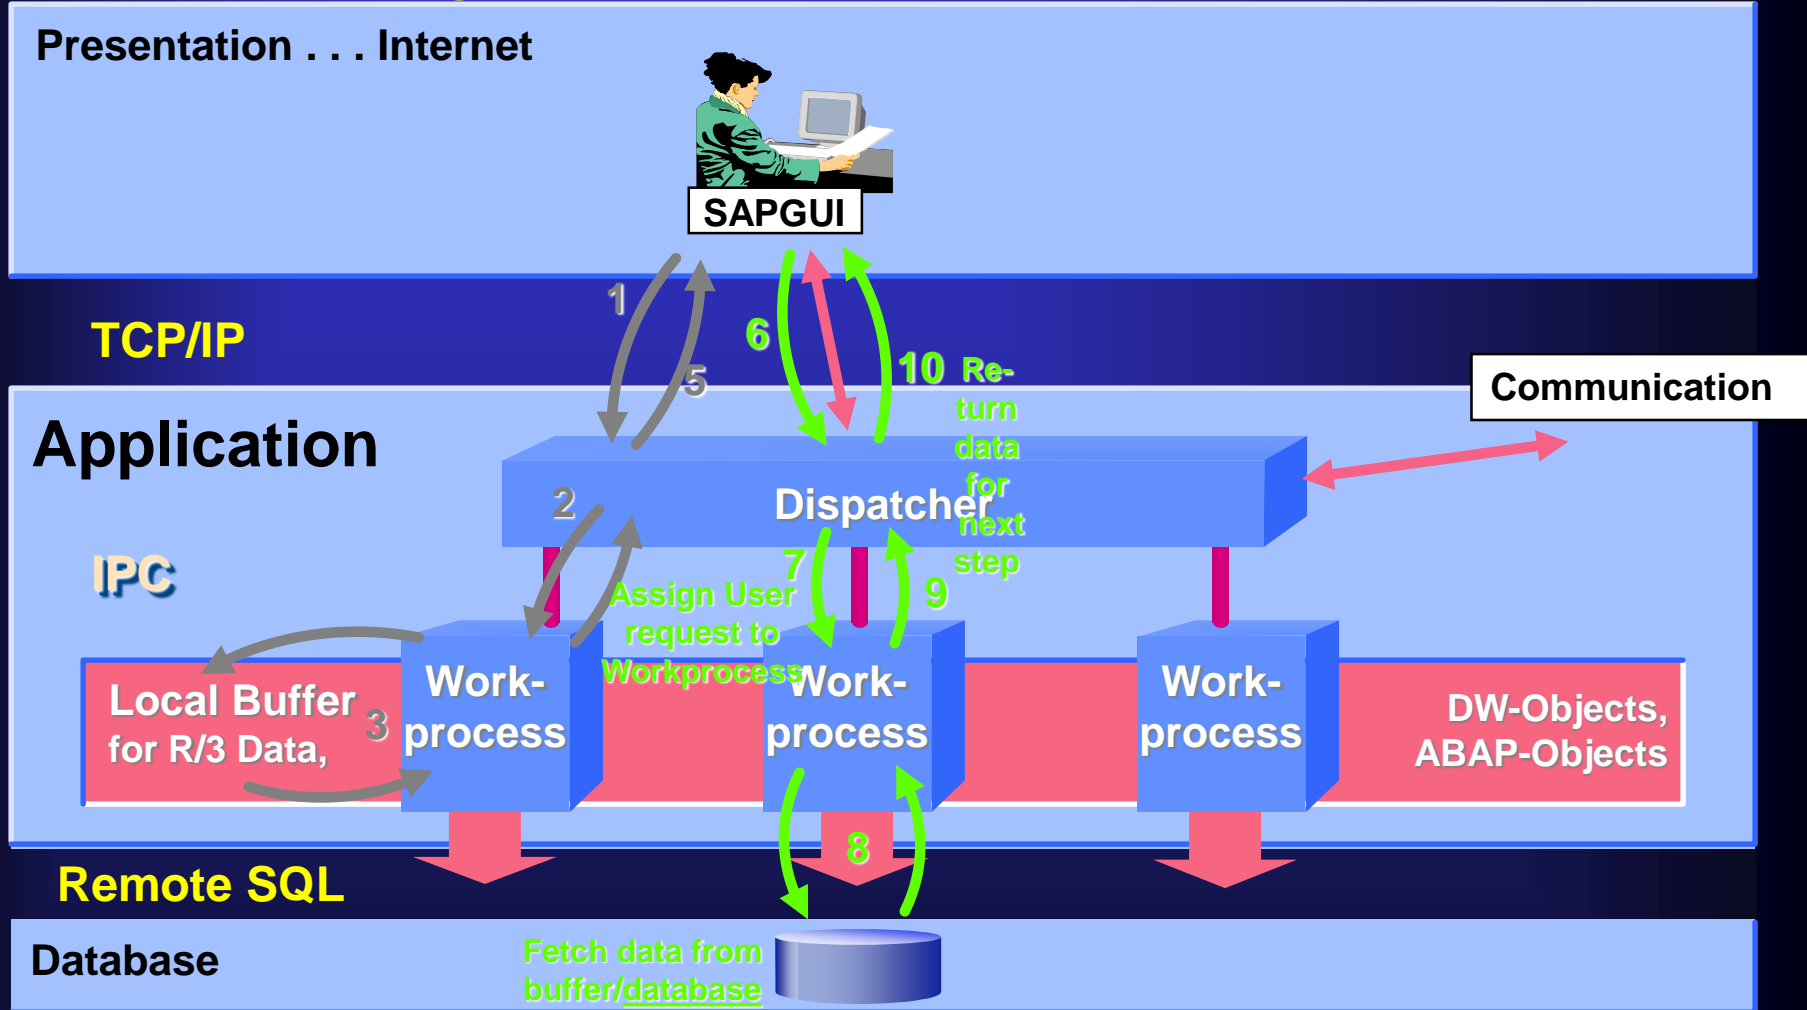 Presentation . . . Internet
SAPGUI
1
TCP/IP
6
5
10 Re-
turn
data
for
next
step
Communication
Application
2
Dispatcher
IPC
7
9
Assign User
request to
Workprocess
Work-
process
Work-
process
Work-
process
Local Buffer
for R/3 Data,
3
DW-Objects,
ABAP-Objects
8
Remote SQL
Database
Fetch data from
buffer/database